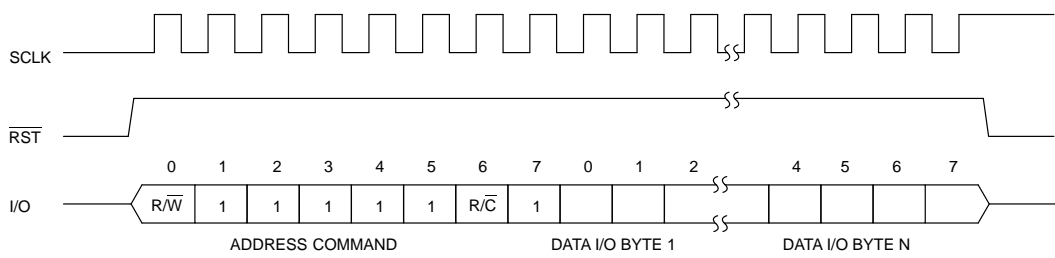 SCLK
RST
0 1 2 3 4 5 6 7 0 1 2 4 5 6 7
I/O R/W 1 1 1 1 1 R/C 1
ADDRESS COMMAND DATA I/O BYTE 1 DATA I/O BYTE N